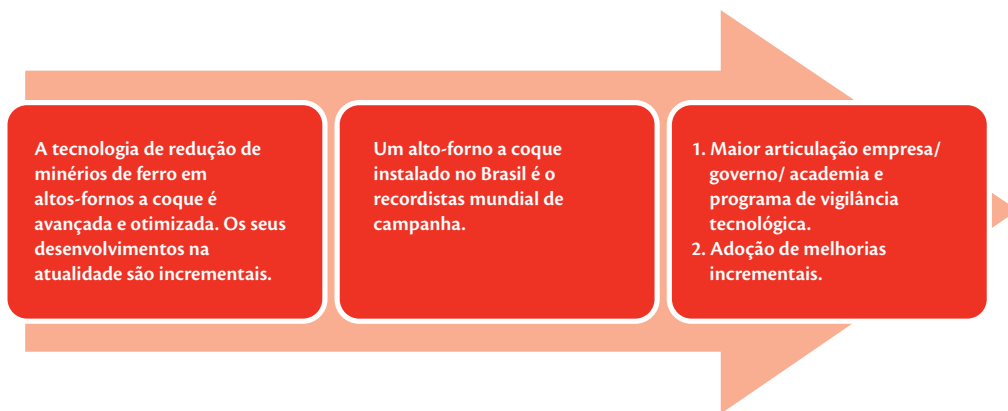 A tecnologia de redução de
minérios de ferro em
altos-fornos a coque é
avançada e otimizada. Os seus
desenvolvimentos na
atualidade são incrementais.
Um alto-forno a coque
instalado no Brasil é o
recordistas mundial de
campanha.
1. Maior articulação empresa/
governo/ academia e
programa de vigilância
tecnológica.
2. Adoção de melhorias
incrementais.